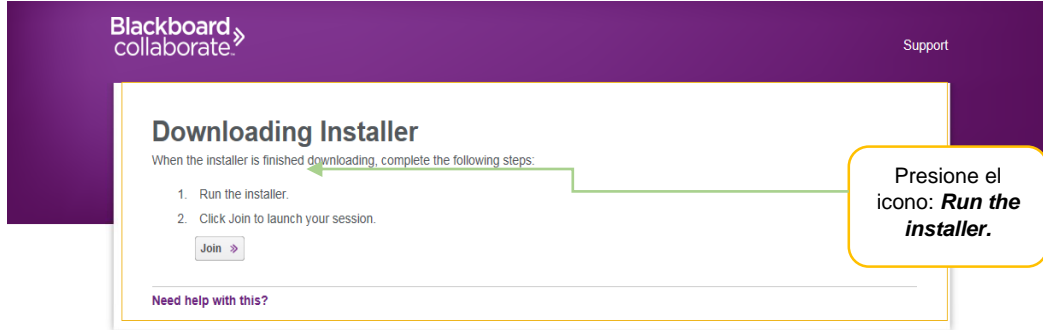 Blackboard
collaborate™
Support
Downloading Installer
When the installer is finished downloading, complete the following steps:
1. Run the installer.
2. Click Join to launch your session.
Join »
Need help with this?
Presione el
icono: Run the
installer.